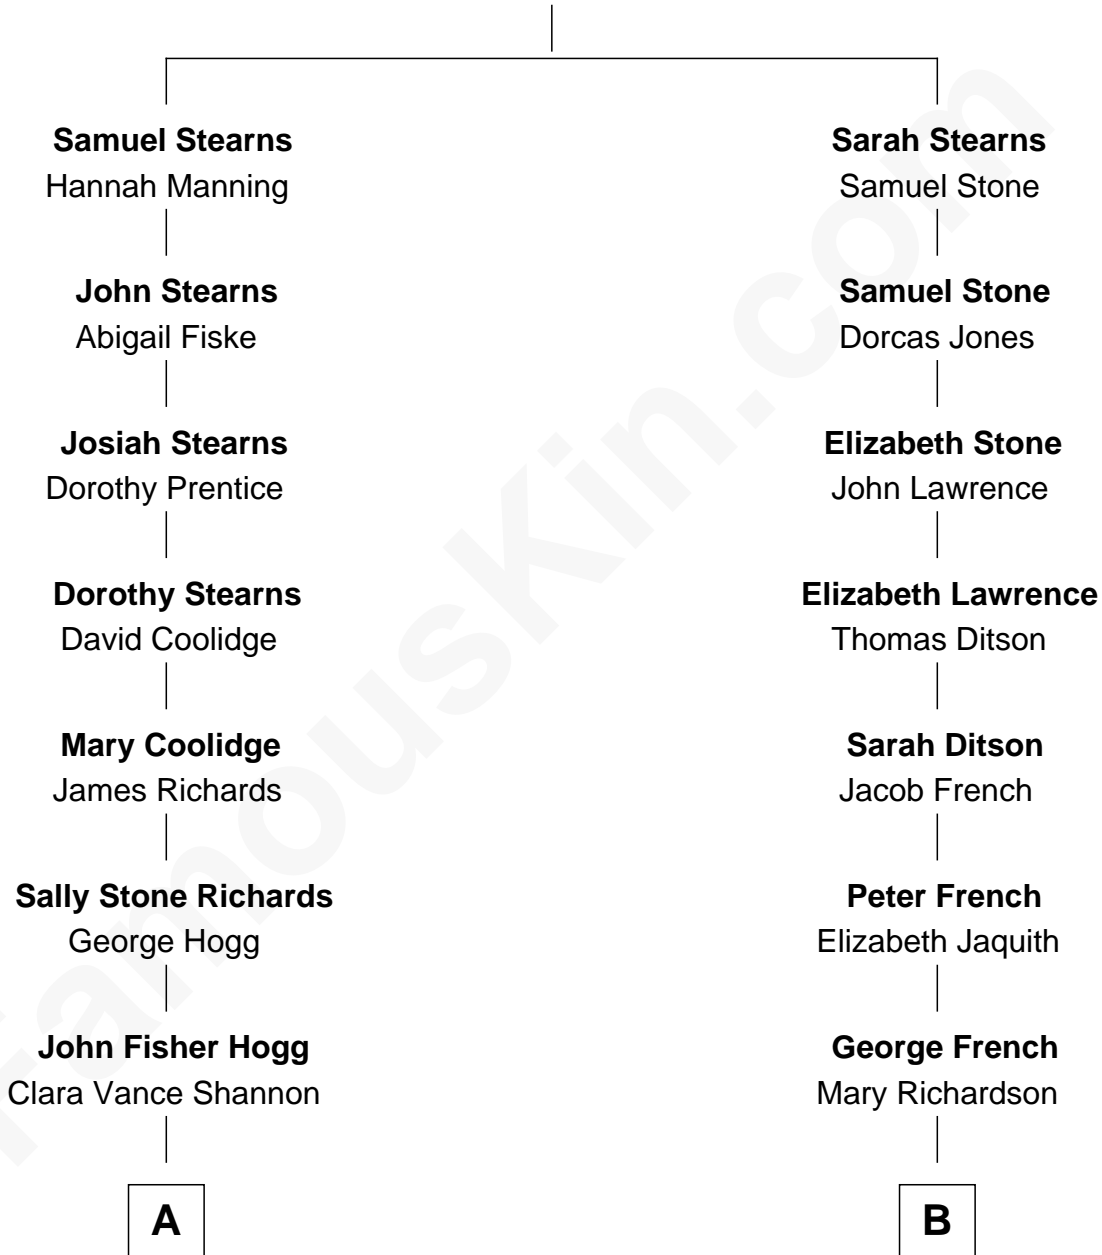 Samuel Stearns
Hannah Manning
John Stearns
Abigail Fiske
Josiah Stearns
Dorothy Prentice
Dorothy Stearns
David Coolidge
Mary Coolidge
James Richards
Sally Stone Richards
George Hogg
John Fisher Hogg
Clara Vance Shannon
A
Sarah Stearns
Samuel Stone
Samuel Stone
Dorcas Jones
Elizabeth Stone
John Lawrence
Elizabeth Lawrence
Thomas Ditson
Sarah Ditson
Jacob French
Peter French
Elizabeth Jaquith
George French
Mary Richardson
B
FamousKin.com